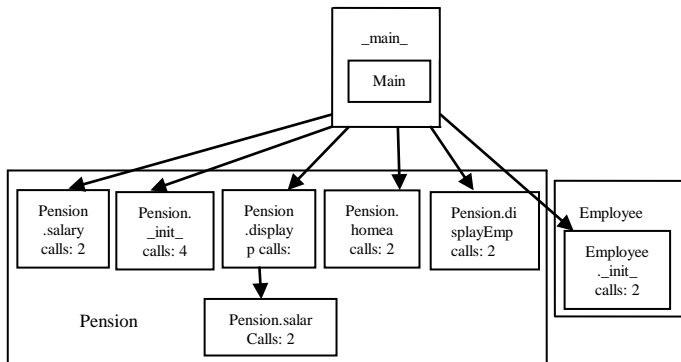 _main_
Main
Pension
.salary
calls: 2
Pension.
_init_
calls: 4
Pension
.display
p calls:
Pension.
homea
calls: 2
Pension.di
splayEmp
calls: 2
Employee
Employee
._init_
calls: 2
Pension.salar
Calls: 2
Pension